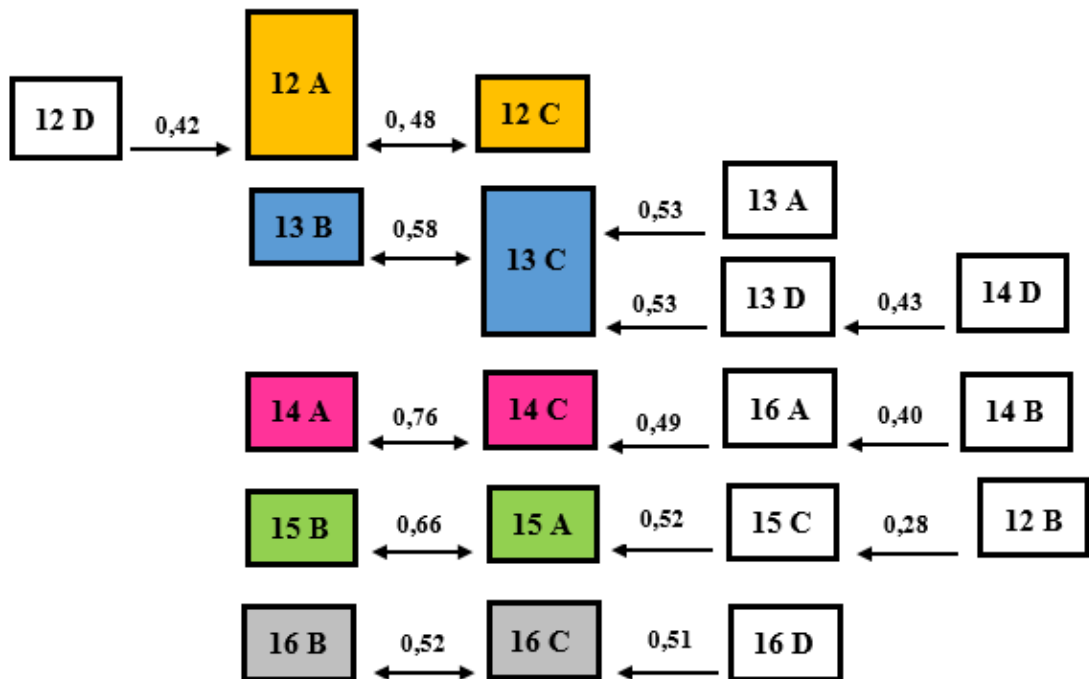 12 D
0,42
12 A
0, 48
12 C
13 B
0,58
13 C
0,53
13 A
0,53
13 D
0,43
14 D
14 A
0,76
14 C
0,49
16 A
0,40
14 B
15 B
0,66
15 A
0,52
15 C
0,28
12 B
16 B
0,52
16 C
0,51
16 D